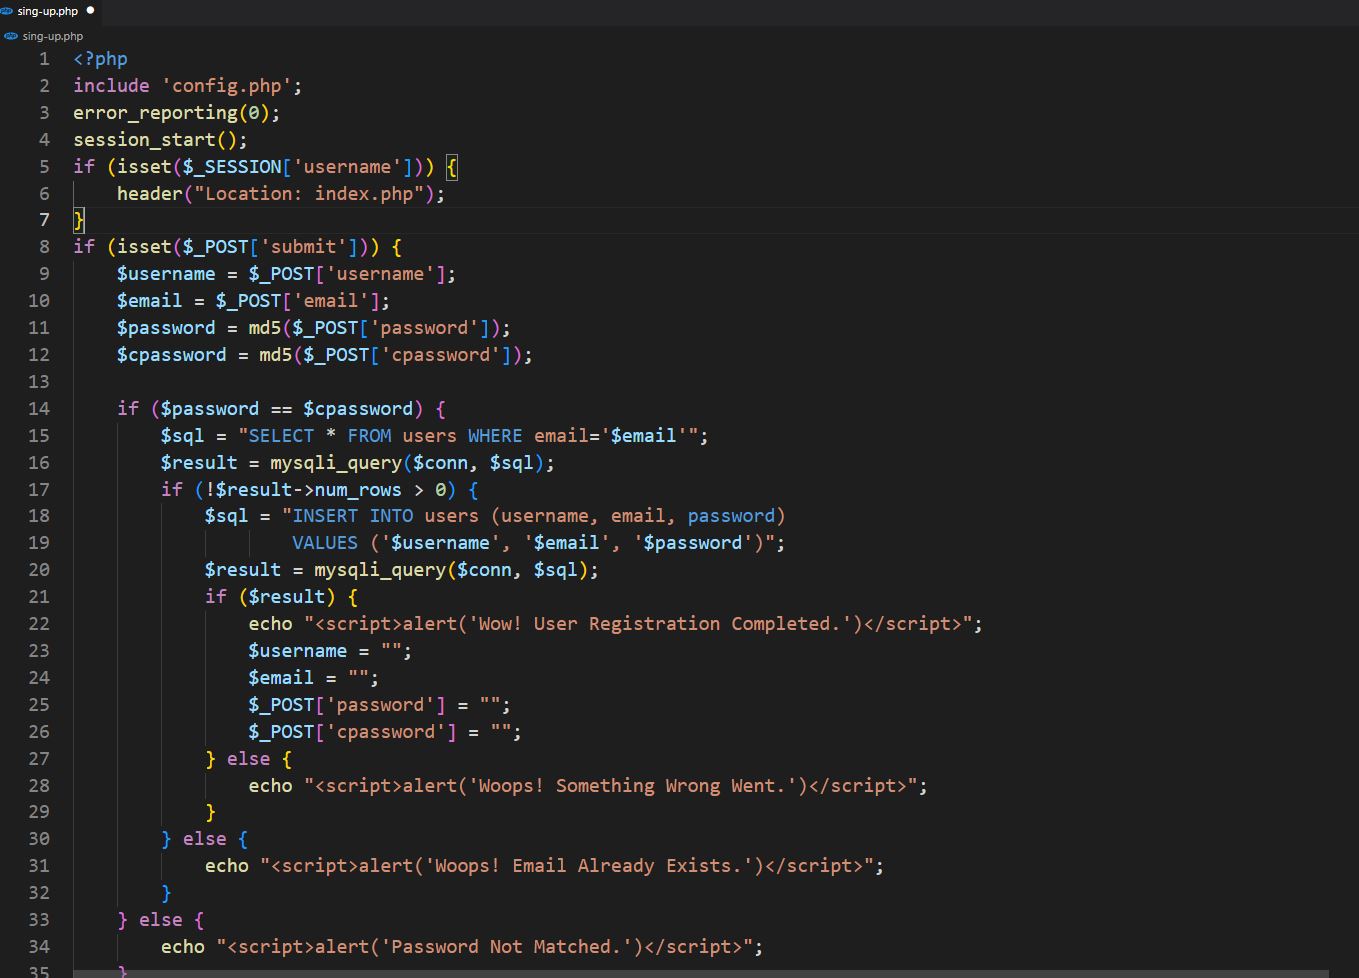 sing-up.php
sing-up.php
1 <?php
2 include 'config.php';
3 error_reporting(0);
4 session_start();
5 if (isset($_SESSION['username'])) {
6     header("Location: index.php");
7 }
8 if (isset($_POST['submit'])) {
9     $username = $_POST['username'];
10     $email = $_POST['email'];
11     $password = md5($_POST['password']);
12     $cpassword = md5($_POST['cpassword']);
13
14     if ($password == $cpassword) {
15         $sql = "SELECT * FROM users WHERE email='$email'";
16         $result = mysqli_query($conn, $sql);
17         if (!$result->num_rows > 0) {
18             $sql = "INSERT INTO users (username, email, password)
19                     VALUES ('$username', '$email', '$password')";
20             $result = mysqli_query($conn, $sql);
21             if ($result) {
22                 echo "<script>alert('Wow! User Registration Completed.')</script>";
23                 $username = "";
24                 $email = "";
25                 $_POST['password'] = "";
26                 $_POST['cpassword'] = "";
27             } else {
28                 echo "<script>alert('Woops! Something Wrong Went.')</script>";
29             }
30         } else {
31             echo "<script>alert('Woops! Email Already Exists.')</script>";
32         }
33     } else {
34         echo "<script>alert('Password Not Matched.')</script>";
35     }